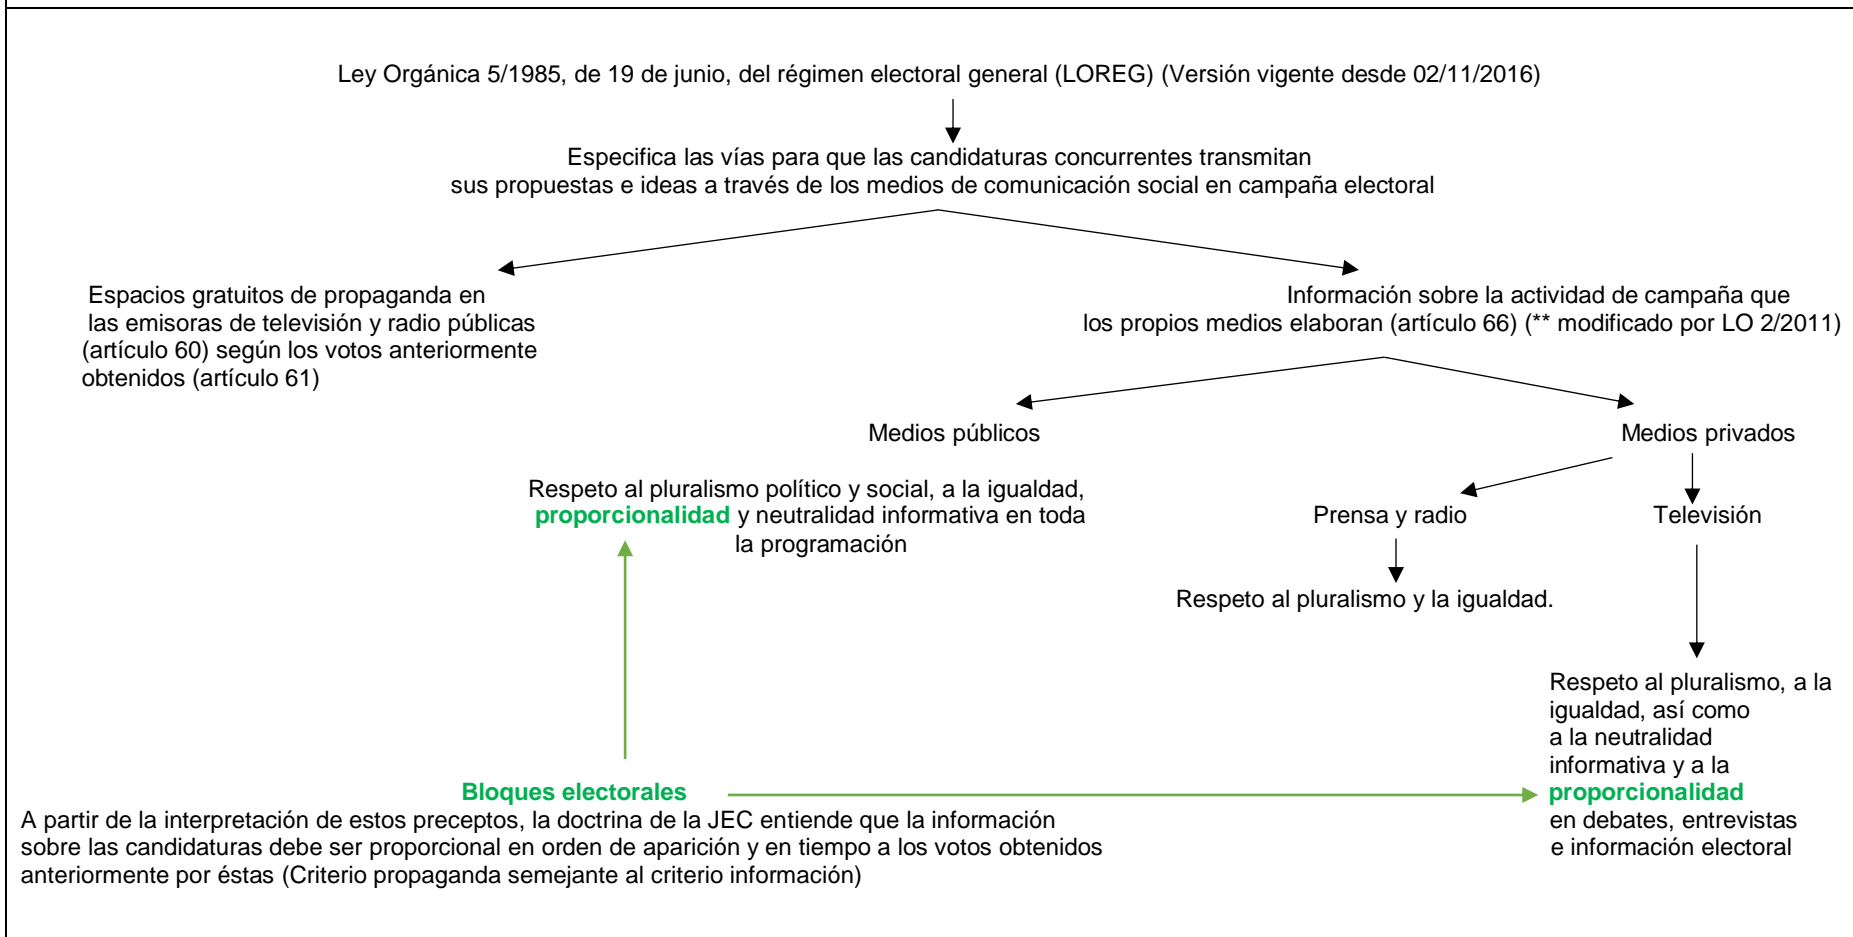 Ley Orgánica 5/1985, de 19 de junio, del régimen electoral general (LOREG) (Versión vigente desde 02/11/2016)
Especifica las vías para que las candidaturas concurrentes transmitan
sus propuestas e ideas a través de los medios de comunicación social en campaña electoral
Espacios gratuitos de propaganda en
las emisoras de televisión y radio públicas
(artículo 60) según los votos anteriormente
obtenidos (artículo 61)
Información sobre la actividad de campaña que
los propios medios elaboran (artículo 66) (** modificado por LO 2/2011)
Medios públicos
Medios privados
Respeto al pluralismo político y social, a la igualdad,
proporcionalidad y neutralidad informativa en toda
la programación
Prensa y radio
Televisión
Respeto al pluralismo y la igualdad.
Respeto al pluralismo, a la
igualdad, así como
a la neutralidad
informativa y a la
proporcionalidad
en debates, entrevistas
e información electoral
Bloques electorales
A partir de la interpretación de estos preceptos, la doctrina de la JEC entiende que la información
sobre las candidaturas debe ser proporcional en orden de aparición y en tiempo a los votos obtenidos
anteriormente por éstas (Criterio propaganda semejante al criterio información)